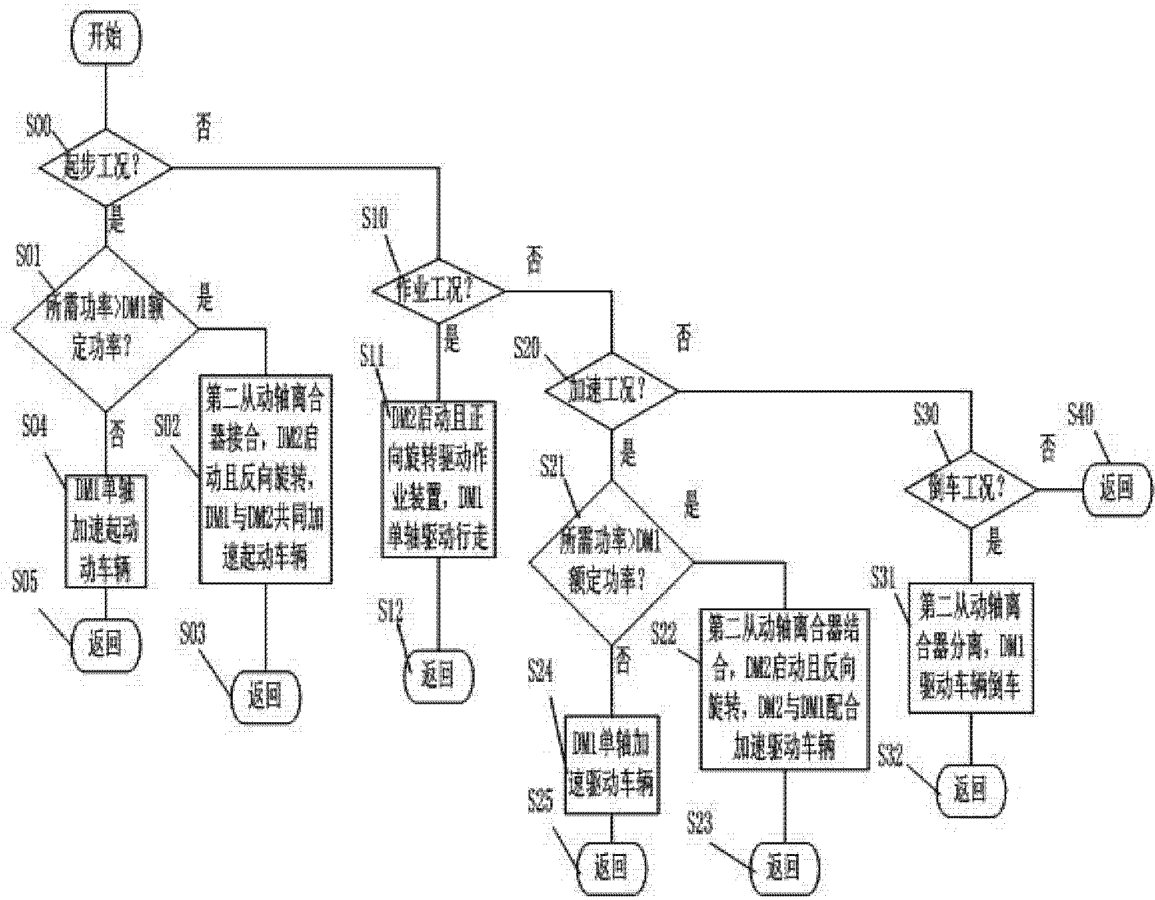 开始
S00
否
起步工况？
是
S10
S01
否
作业工况？
所需功率>DM1额
定功率？
是
是
S20
否
S11
加速工况？
第二从动轴离合
器接合，DM2启
动且反向旋转，
DM1与DM2共同加
速起动车辆
S04
否
S02
DM2启动且正
向旋转驱动作
业装置，DM1
单轴驱动行走
S30
S40
否
是
S21
倒车工况？
返回
DM1单轴
加速起动
动车辆
是
所需功率>DM1
额定功率？
是
S05
返回
S03
返回
S12
返回
S31
第二从动轴离
合器分离，DM1
驱动车辆倒车
S22
第二从动轴离合器结
合，DM2启动且反向
旋转，DM2与DM1配合
加速驱动车辆
否
S24
DM1单轴加
速驱动车辆
S32
返回
S25
返回
S23
返回